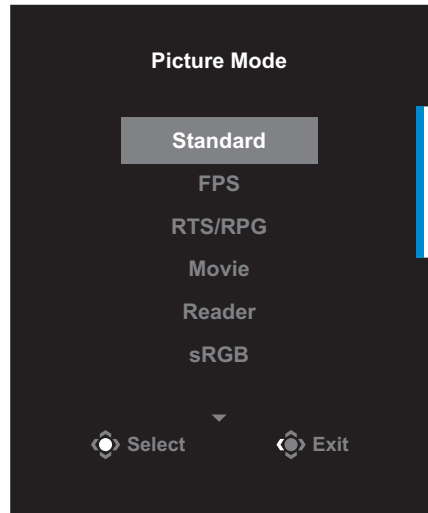 Picture Mode
Standard
FPS
RTS/RPG
Movie
Reader
sRGB
Select Exit